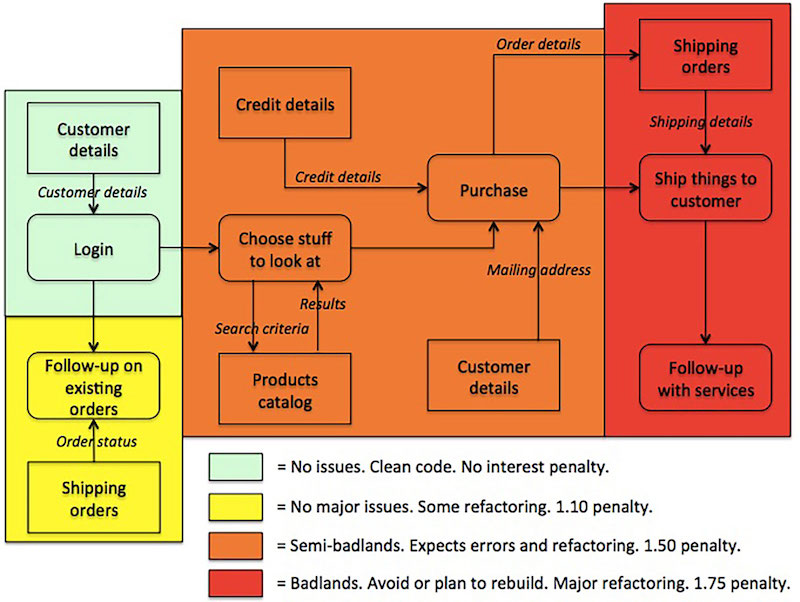 Customer
details
Customer details
Login
Follow-up on
existing
orders
Order status
Shipping
orders
Credit details
Credit details
Choose stuff
to look at
Results
Search criteria
Products
catalog
Order details
Purchase
Mailing address
Customer
details
Shipping
orders
Shipping details
Ship things to
customer
Follow-up
with services
= No issues. Clean code. No interest penalty.
= No major issues. Some refactoring. 1.10 penalty.
= Semi-badlands. Expects errors and refactoring. 1.50 penalty.
= Badlands. Avoid or plan to rebuild. Major refactoring. 1.75 penalty.